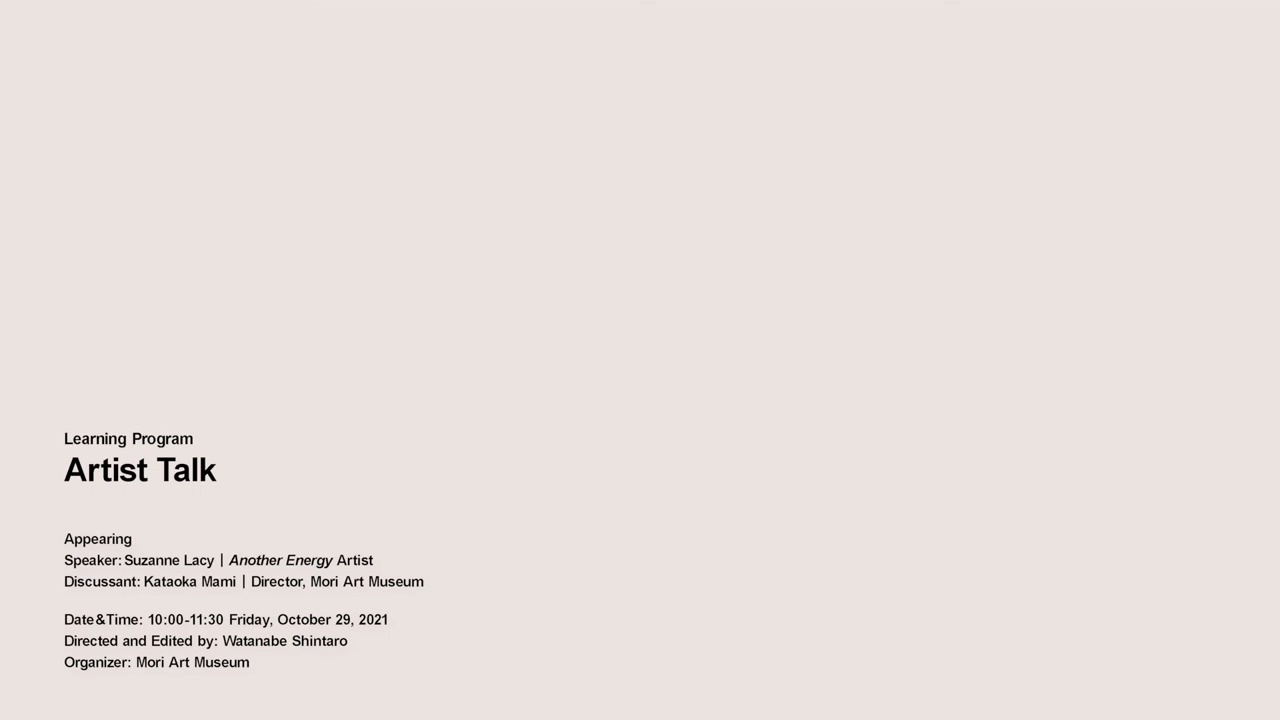 Learning Program
Artist Talk
Appearing
Speaker: Suzanne Lacy | Another Energy Artist
Discussant: Kataoka Mami | Director, Mori Art Museum
Date&Time: 10:00-11:30 Friday, October 29, 2021
Directed and Edited by: Watanabe Shintaro
Organizer: Mori Art Museum